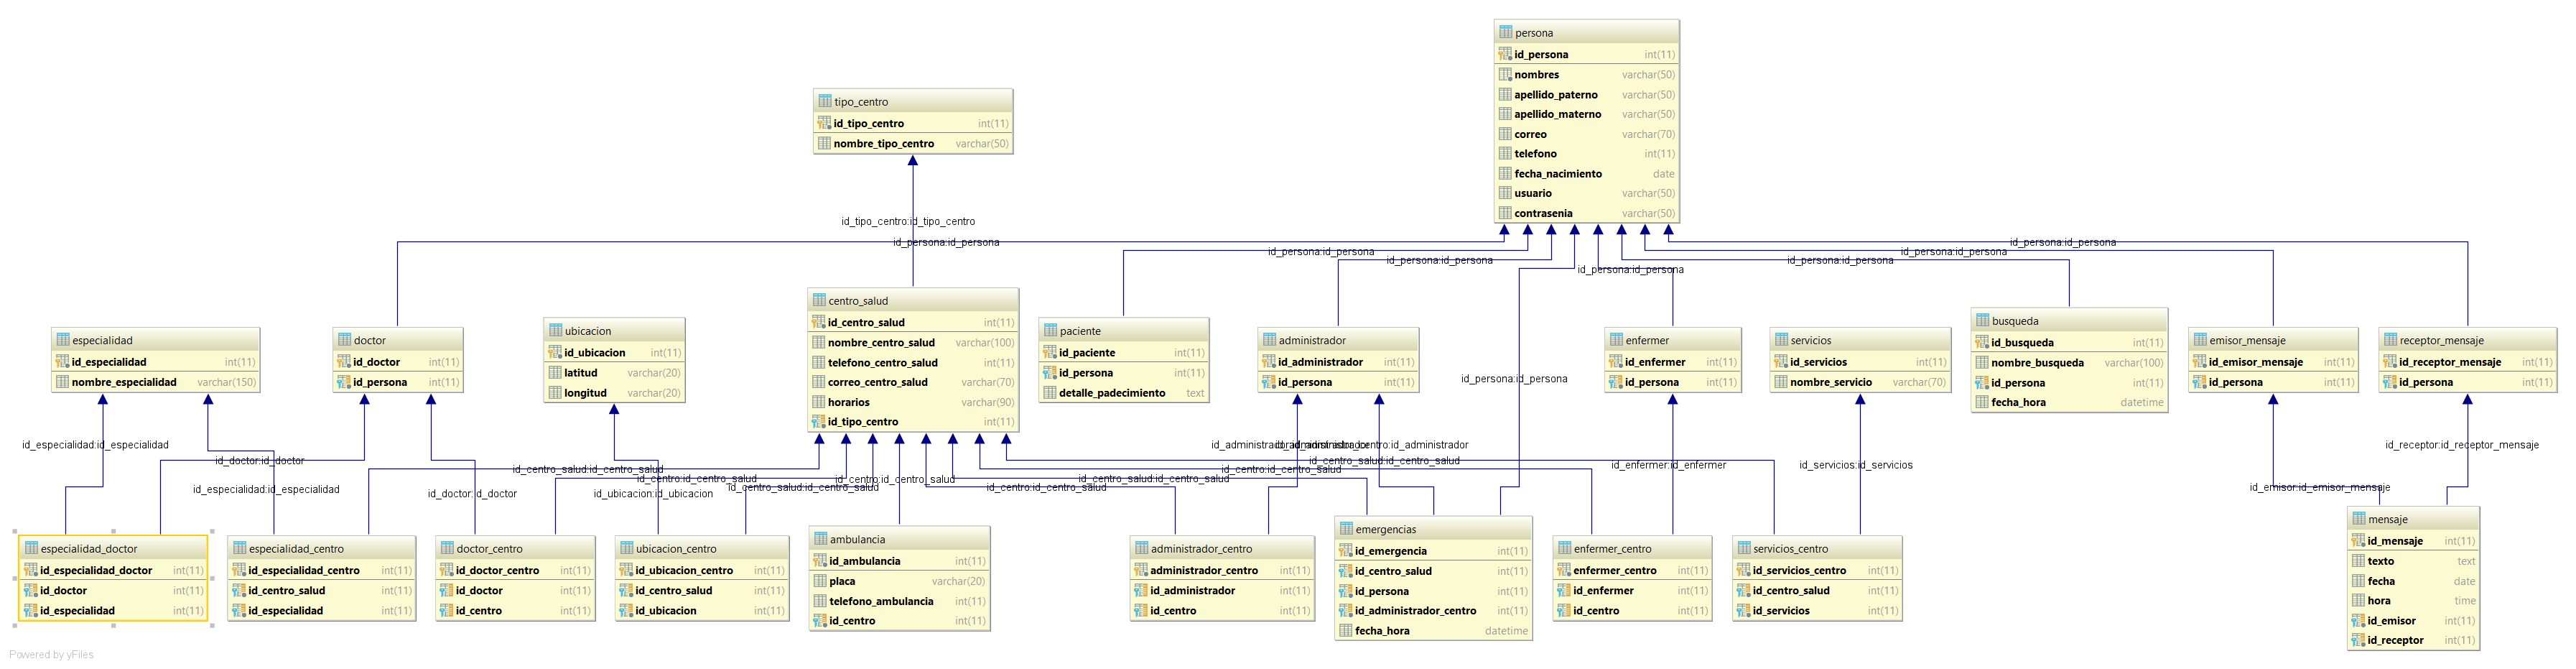 persona
id_persona int(11)
nombres varchar(50)
apellido_paterno varchar(50)
apellido_materno varchar(50)
correo varchar(70)
telefono int(11)
fecha_nacimiento date
usuario varchar(50)
contrasenia varchar(50)
tipo_centro
id_tipo_centro int(11)
nombre_tipo_centro varchar(50)
id_tipo_centro:id_tipo_centro
id_persona:id_persona
id_persona:id_persona
id_persona:id_persona
id_persona:id_persona
id_persona:id_persona
id_persona:id_persona
id_persona:id_persona
id_persona:id_persona
especialidad
id_especialidad int(11)
nombre_especialidad varchar(150)
doctor
id_doctor int(11)
id_persona int(11)
ubicacion
id_ubicacion int(11)
latitud varchar(20)
longitud varchar(20)
centro_salud
id_centro_salud int(11)
nombre_centro_salud varchar(100)
telefono_centro_salud int(11)
correo_centro_salud varchar(70)
horarios varchar(90)
id_tipo_centro int(11)
paciente
id_paciente int(11)
id_persona int(11)
detalle_padecimiento text
administrador
id_administrador int(11)
id_persona int(11)
enfermer
id_enfermer int(11)
id_persona int(11)
servicios
id_servicios int(11)
nombre_servicio varchar(70)
busqueda
id_busqueda int(11)
nombre_busqueda varchar(100)
id_persona int(11)
fecha_hora datetime
emisor_mensaje
id_emisor_mensaje int(11)
id_persona int(11)
receptor_mensaje
id_receptor_mensaje int(11)
id_persona int(11)
id_especialidad:id_especialidad
id_doctor:id_doctor
id_especialidad:id_especialidad
id_centro_salud:id_centro_salud
id_doctor:id_doctor
id_centro:id_centro_salud
id_ubicacion:id_ubicacion
id_centro_salud:id_centro_salud
id_centro:id_centro_salud
id_centro:id_centro_salud
id_centro_salud:id_centro_salud
id_administrador_centro:id_administrador
id_centro:id_centro_salud
id_centro_salud:id_centro_salud
id_enfermer:id_enfermer
id_servicios:id_servicios
id_emisor:id_emisor_mensaje
id_receptor:id_receptor_mensaje
especialidad_doctor
id_especialidad_doctor int(11)
id_doctor int(11)
id_especialidad int(11)
especialidad_centro
id_especialidad_centro int(11)
id_centro_salud int(11)
id_especialidad int(11)
doctor_centro
id_doctor_centro int(11)
id_doctor int(11)
id_centro int(11)
ubicacion_centro
id_ubicacion_centro int(11)
id_centro_salud int(11)
id_ubicacion int(11)
ambulancia
id_ambulancia int(11)
placa varchar(20)
telefono_ambulancia int(11)
id_centro int(11)
administrador_centro
administrador_centro int(11)
id_administrador int(11)
id_centro int(11)
emergencias
id_emergencia int(11)
id_centro_salud int(11)
id_persona int(11)
id_administrador_centro int(11)
fecha_hora datetime
enfermer_centro
enfermer_centro int(11)
id_enfermer int(11)
id_centro int(11)
servicios_centro
id_servicios_centro int(11)
id_centro_salud int(11)
id_servicios int(11)
mensaje
id_mensaje int(11)
texto text
fecha date
hora time
id_emisor int(11)
id_receptor int(11)
Powered by yFiles